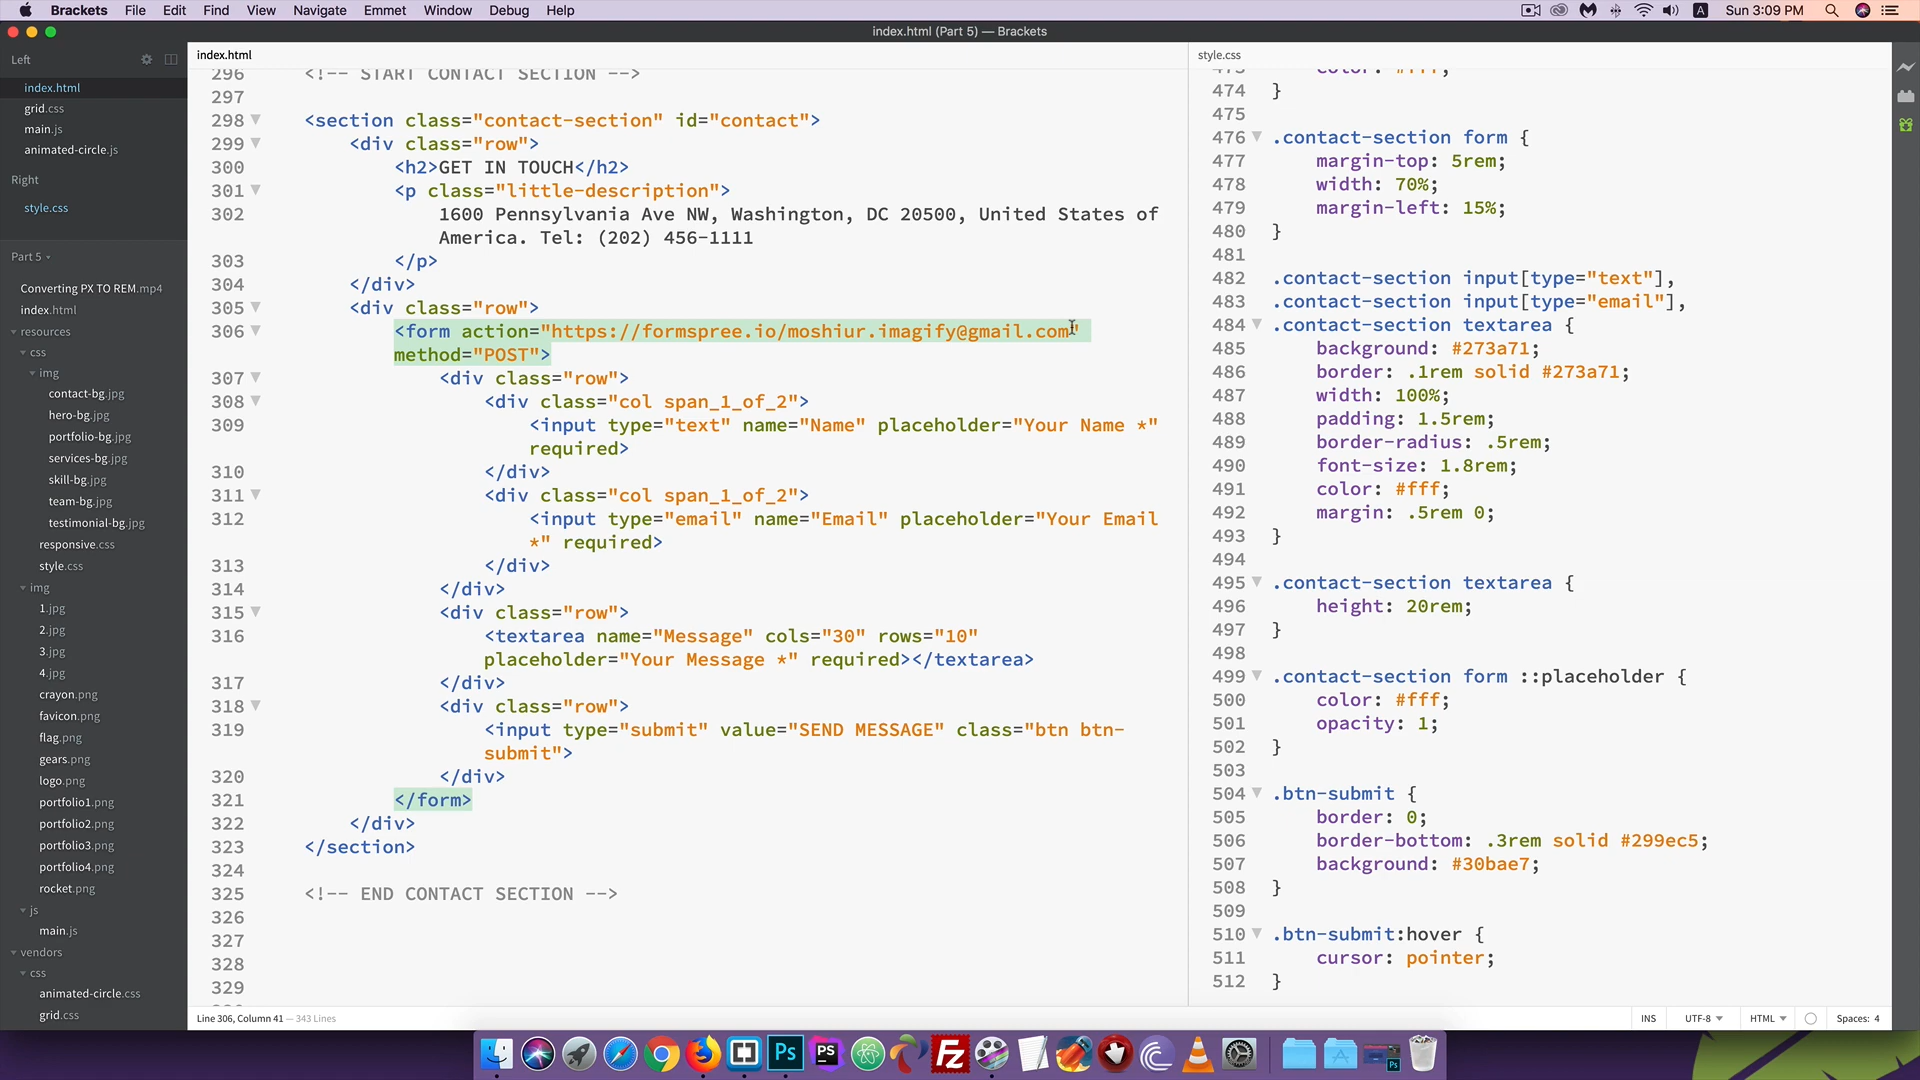 Brackets File Edit Find View Navigate Emmet Window Debug Help
A Sun 3:09 PM
index.html (Part 5) — Brackets
Left
index.html
grid.css
main.js
animated-circle.js
Right
style.css
Part 5
Converting PX TO REM.mp4
index.html
resources
css
img
contact-bg.jpg
hero-bg.jpg
portfolio-bg.jpg
services-bg.jpg
skill-bg.jpg
team-bg.jpg
testimonial-bg.jpg
responsive.css
style.css
img
1.jpg
2.jpg
3.jpg
4.jpg
crayon.png
favicon.png
flag.png
gears.png
logo.png
portfolio1.png
portfolio2.png
portfolio3.png
portfolio4.png
rocket.png
js
main.js
vendors
css
animated-circle.css
grid.css
index.html
296 <!-- START CONTACT SECTION -->
297
298 <section class="contact-section" id="contact">
299 <div class="row">
300 <h2>GET IN TOUCH</h2>
301 <p class="little-description">
302 1600 Pennsylvania Ave NW, Washington, DC 20500, United States of
America. Tel: (202) 456-1111
303 </p>
304 </div>
305 <div class="row">
306 <form action="https://formspree.io/moshiur.imagify@gmail.com"
method="POST">
307 <div class="row">
308 <div class="col span_1_of_2">
309 <input type="text" name="Name" placeholder="Your Name *"
required>
310 </div>
311 <div class="col span_1_of_2">
312 <input type="email" name="Email" placeholder="Your Email
*" required>
313 </div>
314 </div>
315 <div class="row">
316 <textarea name="Message" cols="30" rows="10"
placeholder="Your Message *" required></textarea>
317 </div>
318 <div class="row">
319 <input type="submit" value="SEND MESSAGE" class="btn btn-
submit">
320 </div>
321 </form>
322 </div>
323 </section>
324
325 <!-- END CONTACT SECTION -->
326
327
328
329
style.css
473 color: #fff;
474 }
475
476 .contact-section form {
477 margin-top: 5rem;
478 width: 70%;
479 margin-left: 15%;
480 }
481
482 .contact-section input[type="text"],
483 .contact-section input[type="email"],
484 .contact-section textarea {
485 background: #273a71;
486 border: .1rem solid #273a71;
487 width: 100%;
488 padding: 1.5rem;
489 border-radius: .5rem;
490 font-size: 1.8rem;
491 color: #fff;
492 margin: .5rem 0;
493 }
494
495 .contact-section textarea {
496 height: 20rem;
497 }
498
499 .contact-section form ::placeholder {
500 color: #fff;
501 opacity: 1;
502 }
503
504 .btn-submit {
505 border: 0;
506 border-bottom: .3rem solid #299ec5;
507 background: #30bae7;
508 }
509
510 .btn-submit:hover {
511 cursor: pointer;
512 }
Line 306, Column 41 — 343 Lines
INS UTF-8 HTML Spaces: 4
Ps PS Fz Ps